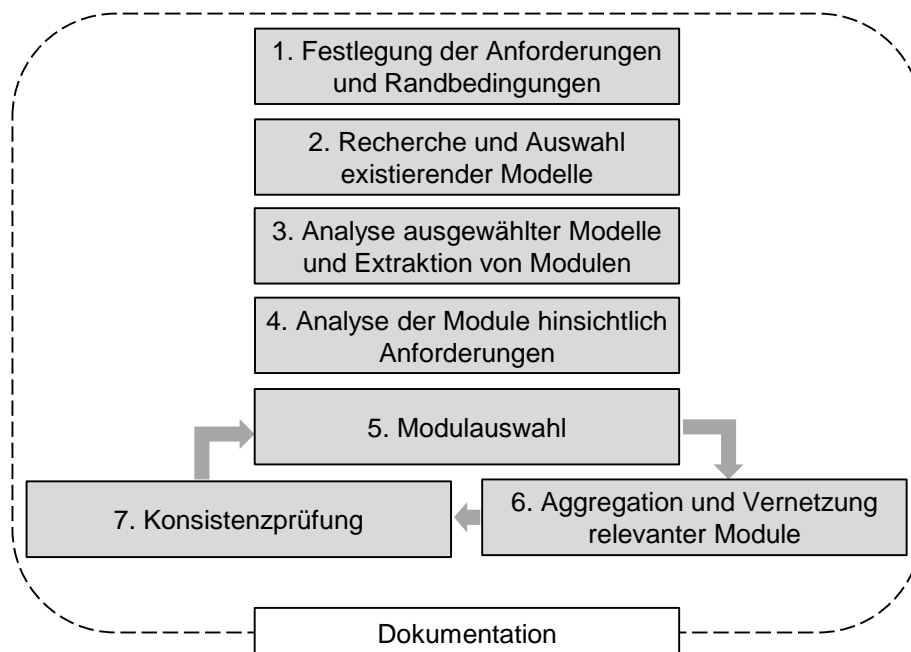 1. Festlegung der Anforderungen
und Randbedingungen
2. Recherche und Auswahl
existierender Modelle
3. Analyse ausgewählter Modelle
und Extraktion von Modulen
4. Analyse der Module hinsichtlich
Anforderungen
5. Modulauswahl
6. Aggregation und Vernetzung
relevanter Module
7. Konsistenzprüfung
Dokumentation